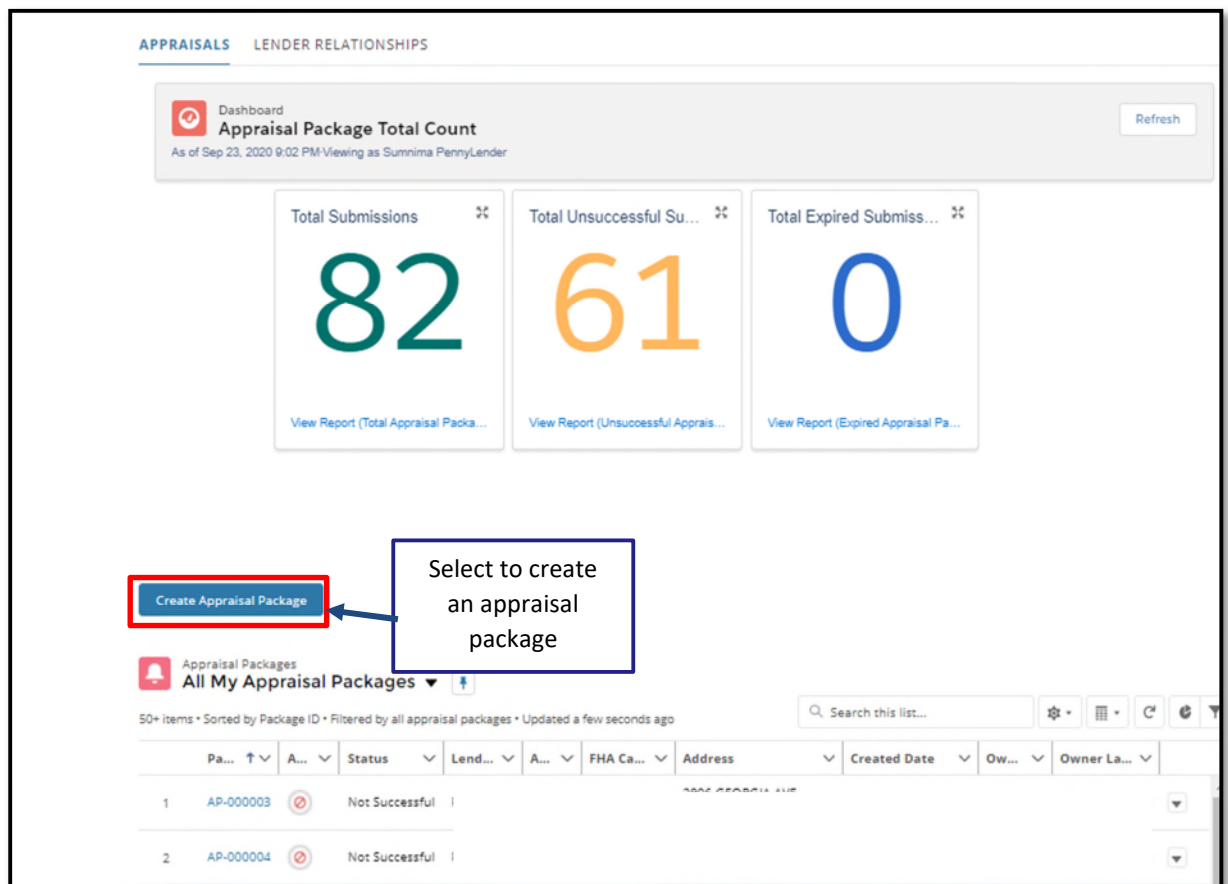 APPRAISALS LENDER RELATIONSHIPS
Dashboard
Appraisal Package Total Count
As of Sep 23, 2020 9:02 PM·Viewing as Sumnima PennyLender
Refresh
Total Submissions
82
View Report (Total Appraisal Packa...
Total Unsuccessful Su...
61
View Report (Unsuccessful Apprais...
Total Expired Submiss...
0
View Report (Expired Appraisal Pa...
Create Appraisal Package
Select to create
an appraisal
package
Appraisal Packages
All My Appraisal Packages
50+ items • Sorted by Package ID • Filtered by all appraisal packages • Updated a few seconds ago
Search this list...
Pa... A... Status Lend... A... FHA Ca... Address Created Date Ow... Owner La...
1 AP-000003 Not Successful
2 AP-000004 Not Successful